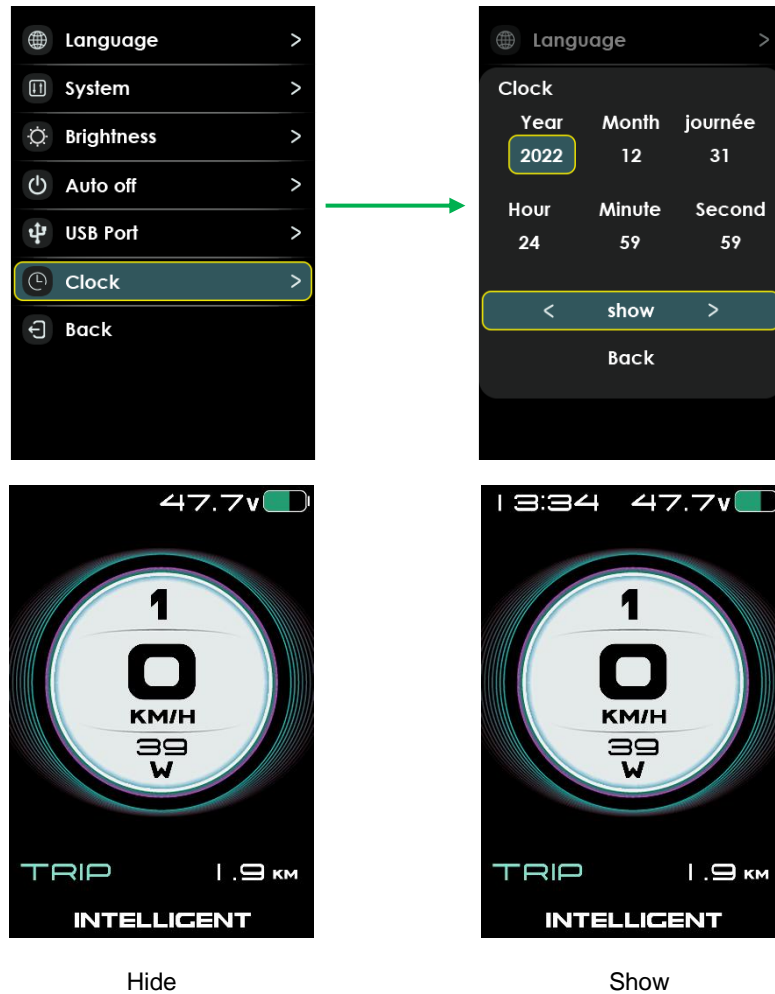 Language >
System >
Brightness >
Auto off >
USB Port >
Clock >
Back
Language >
Clock
Year Month journée
2022 12 31
Hour Minute Second
24 59 59
< show >
Back
47.7V
1
0
KM/H
39
W
TRIP 1.9 KM
INTELLIGENT
Hide
13:34 47.7V
1
0
KM/H
39
W
TRIP 1.9 KM
INTELLIGENT
Show